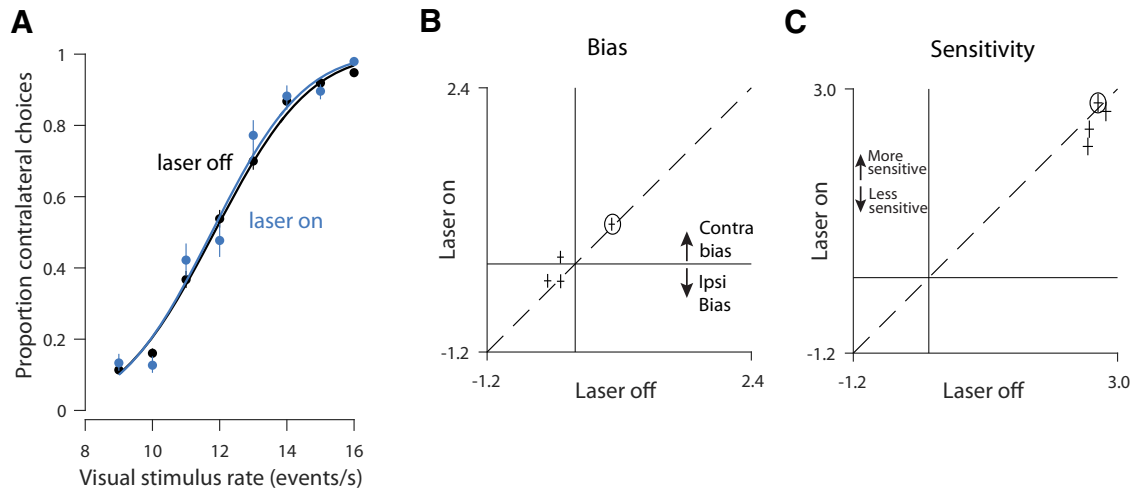 A
Proportion contralateral choices
1
0.8
0.6
0.4
0.2
0
laser off
laser on
8
10
12
14
16
Visual stimulus rate (events/s)
B
Bias
2.4
Laser on
Contra
bias
Ipsi
Bias
-1.2
-1.2
2.4
Laser off
C
Sensitivity
3.0
Laser on
More
sensitive
Less
sensitive
-1.2
-1.2
3.0
Laser off